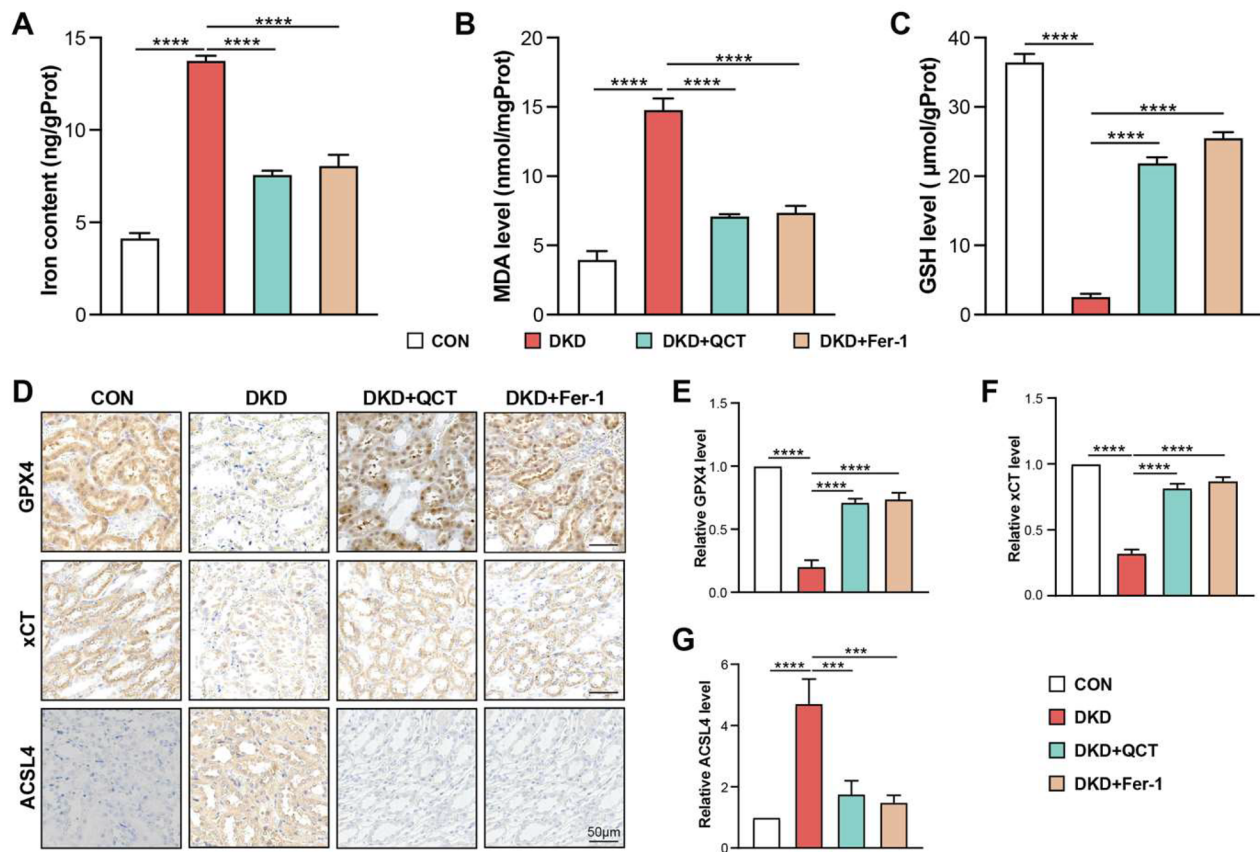 A
Iron content (ng/gProt)
15
10
5
0
****
****
****
B
MDA level (nmol/mgProt)
20
15
10
5
0
****
****
****
C
GSH level ( μmol/gProt)
40
30
20
10
0
****
****
****
CON
DKD
DKD+QCT
DKD+Fer-1
D
CON
DKD
DKD+QCT
DKD+Fer-1
GPX4
xCT
ACSL4
50μm
E
Relative GPX4 level
1.5
1.0
0.5
0.0
****
****
****
F
Relative xCT level
1.5
1.0
0.5
0.0
****
****
****
G
Relative ACSL4 level
6
4
2
0
****
***
***
CON
DKD
DKD+QCT
DKD+Fer-1